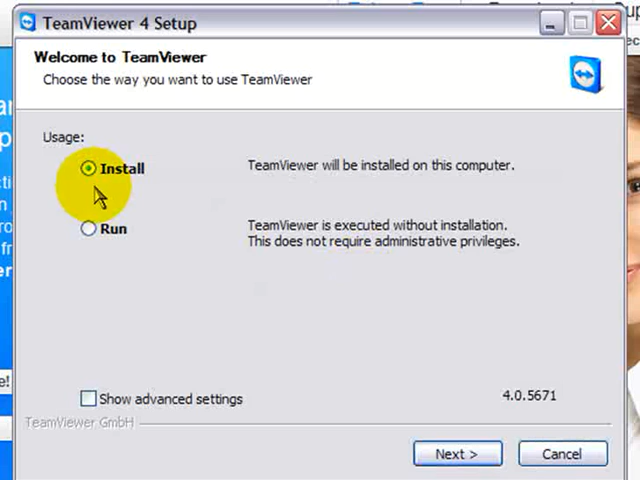 TeamViewer 4 Setup
Welcome to TeamViewer
Choose the way you want to use TeamViewer
Usage:
Install
TeamViewer will be installed on this computer.
Run
TeamViewer is executed without installation.
This does not require administrative privileges.
Show advanced settings
4.0.5671
TeamViewer GmbH
Next >
Cancel